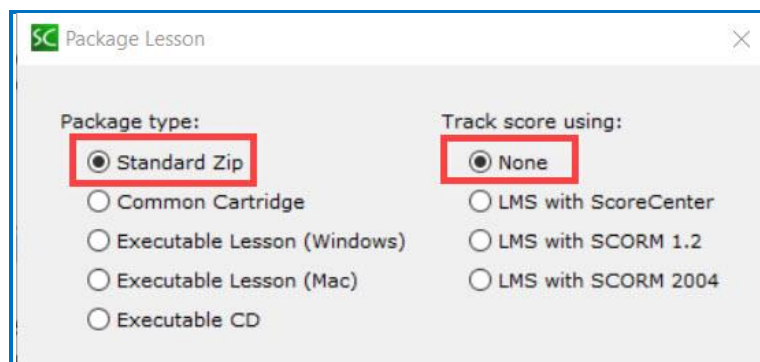 SC Package Lesson
Package type:
Standard Zip
Common Cartridge
Executable Lesson (Windows)
Executable Lesson (Mac)
Executable CD
Track score using:
None
LMS with ScoreCenter
LMS with SCORM 1.2
LMS with SCORM 2004